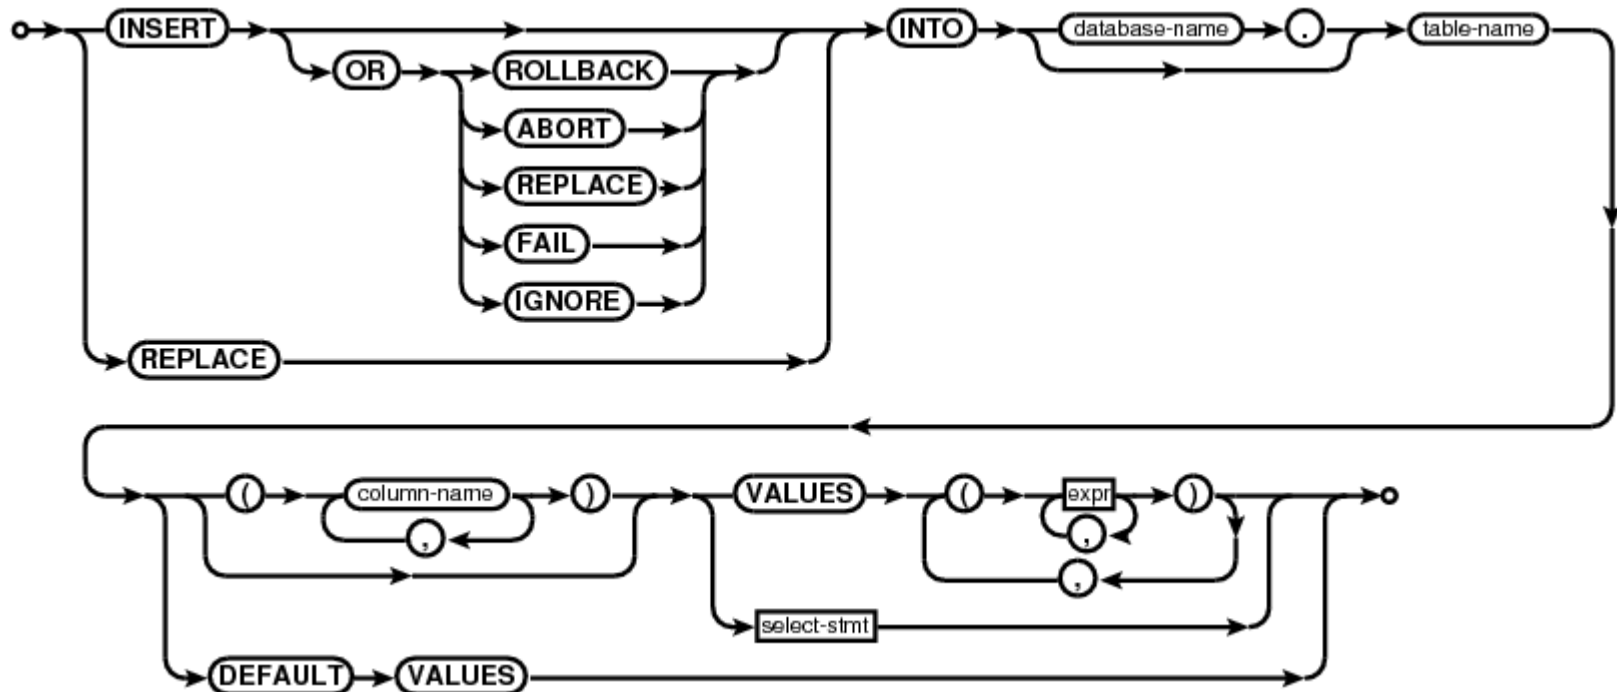 INSERT INTO database-name . table-name
OR ROLLBACK
ABORT
REPLACE
FAIL
IGNORE
REPLACE
( column-name ) VALUES ( expr )
, ,
,
select-stmt
DEFAULT VALUES